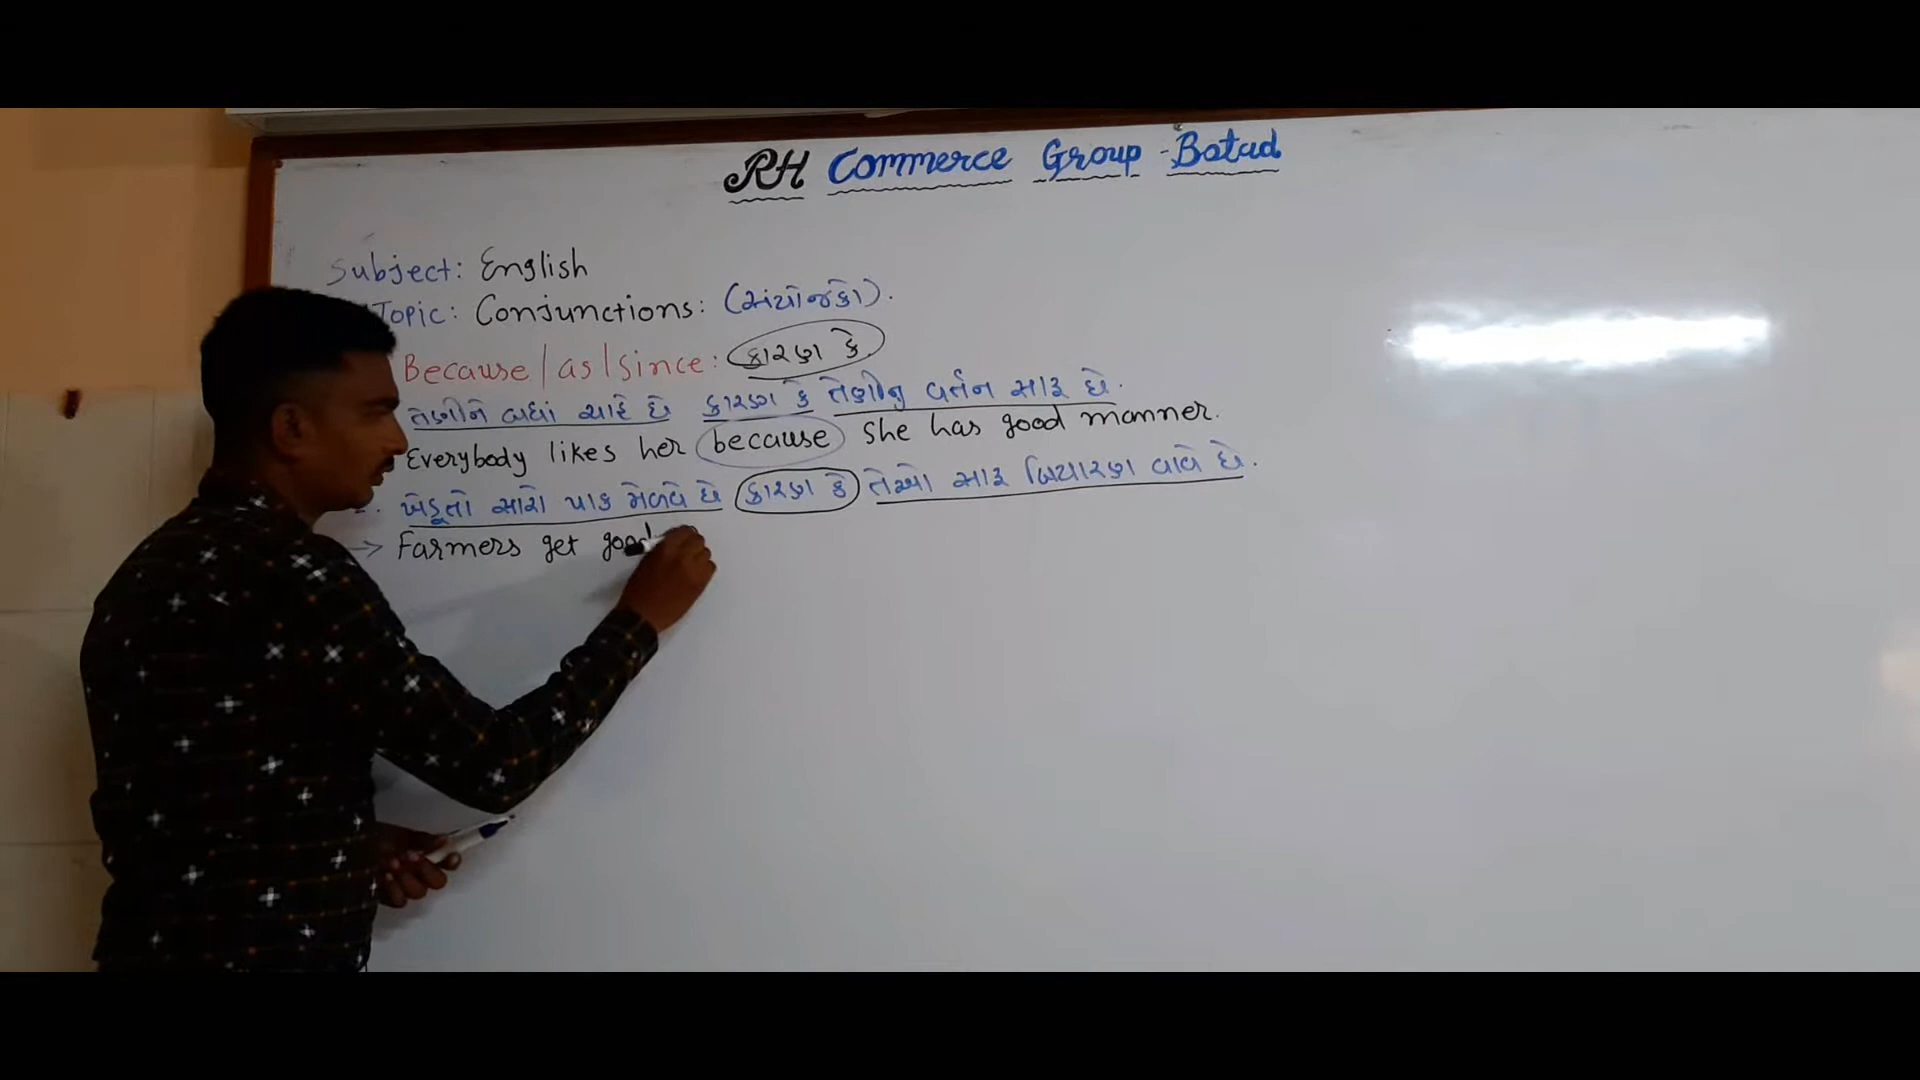 RH Commerce Group - Botad
Subject: English
Topic: Conjunctions: (સંયોજકો).
Because/as/since: કારણ કે
તેણીને બધાં ચાહે છે કારણ કે તેણીનુ વર્તન સારૂ છે.
Everybody likes her because she has good manner.
ખેડૂતો સારો પાક મેળવે છે કારણ કે તેઓ સારૂ બિયારણ વાવે છે.
→ Farmers get good